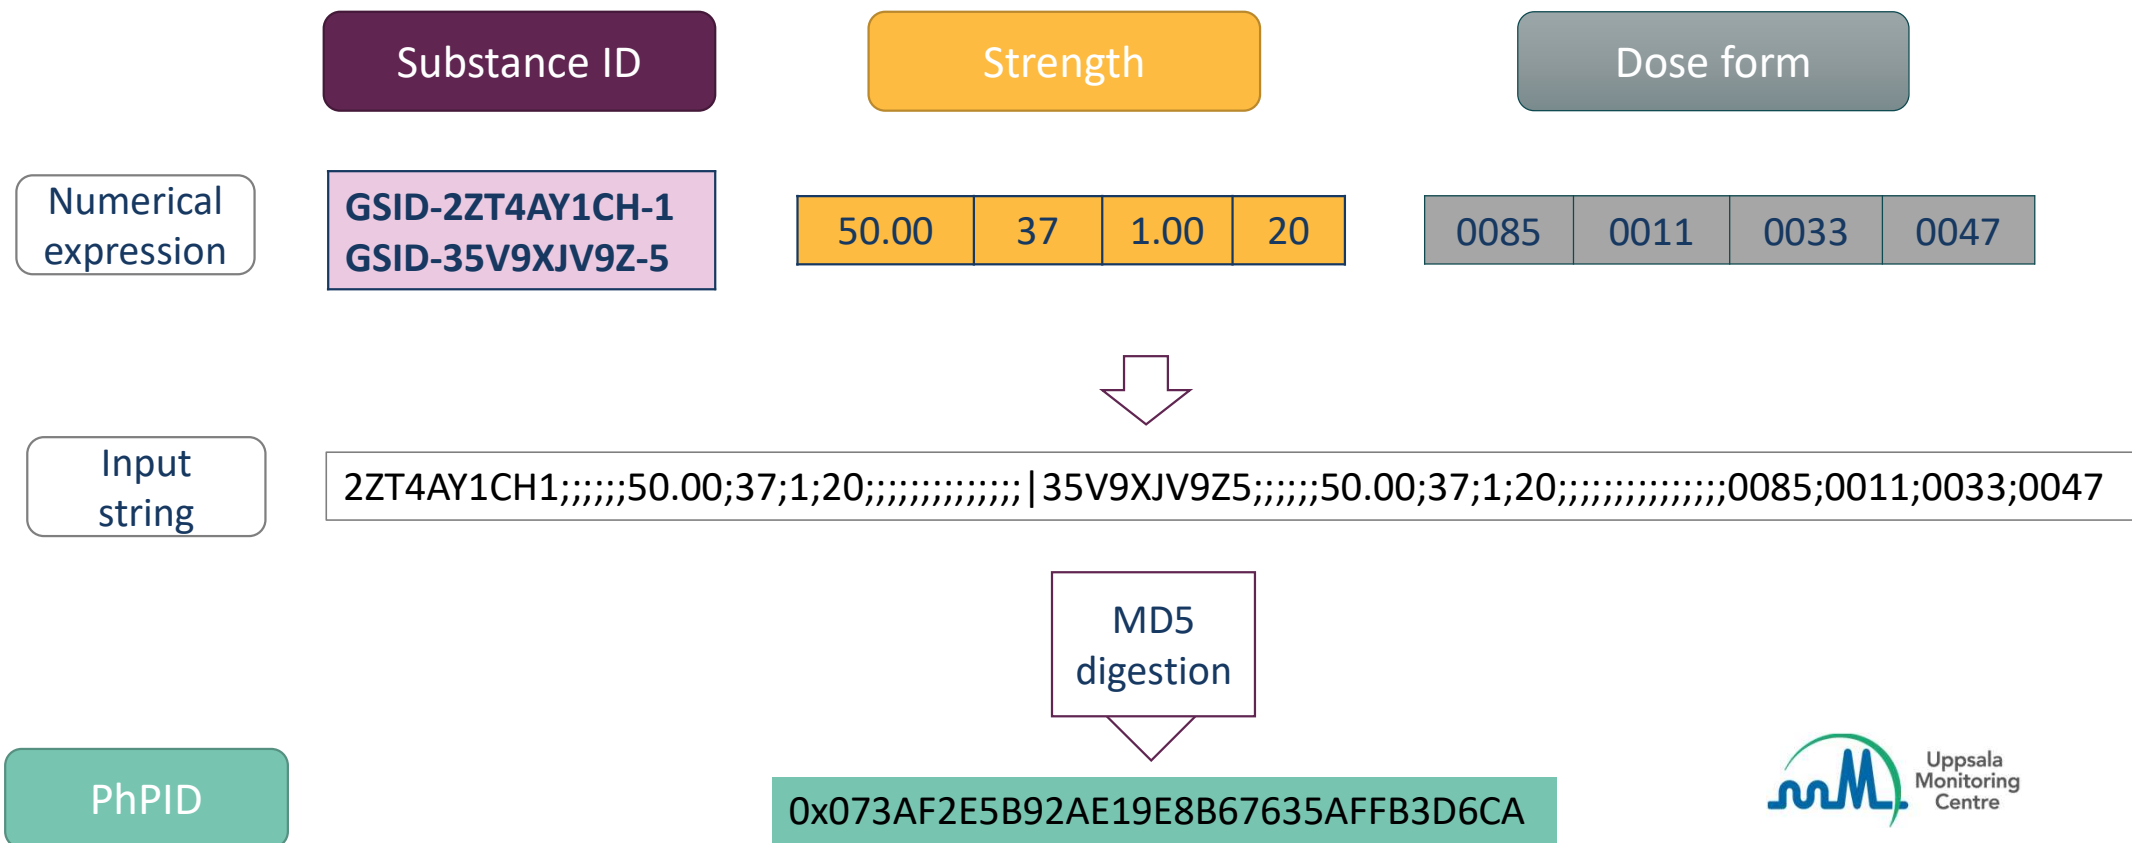 Substance ID
Strength
Dose form
Numerical
expression
GSID-2ZT4AY1CH-1
GSID-35V9XJV9Z-5
50.00 37 1.00 20
0085 0011 0033 0047
Input
string
2ZT4AY1CH1;;;;;;50.00;37;1;20;;;;;;;;;;;;;;|35V9XJV9Z5;;;;;;50.00;37;1;20;;;;;;;;;;;;;;;0085;0011;0033;0047
MD5
digestion
PhPID
0x073AF2E5B92AE19E8B67635AFFB3D6CA
Uppsala
Monitoring
Centre